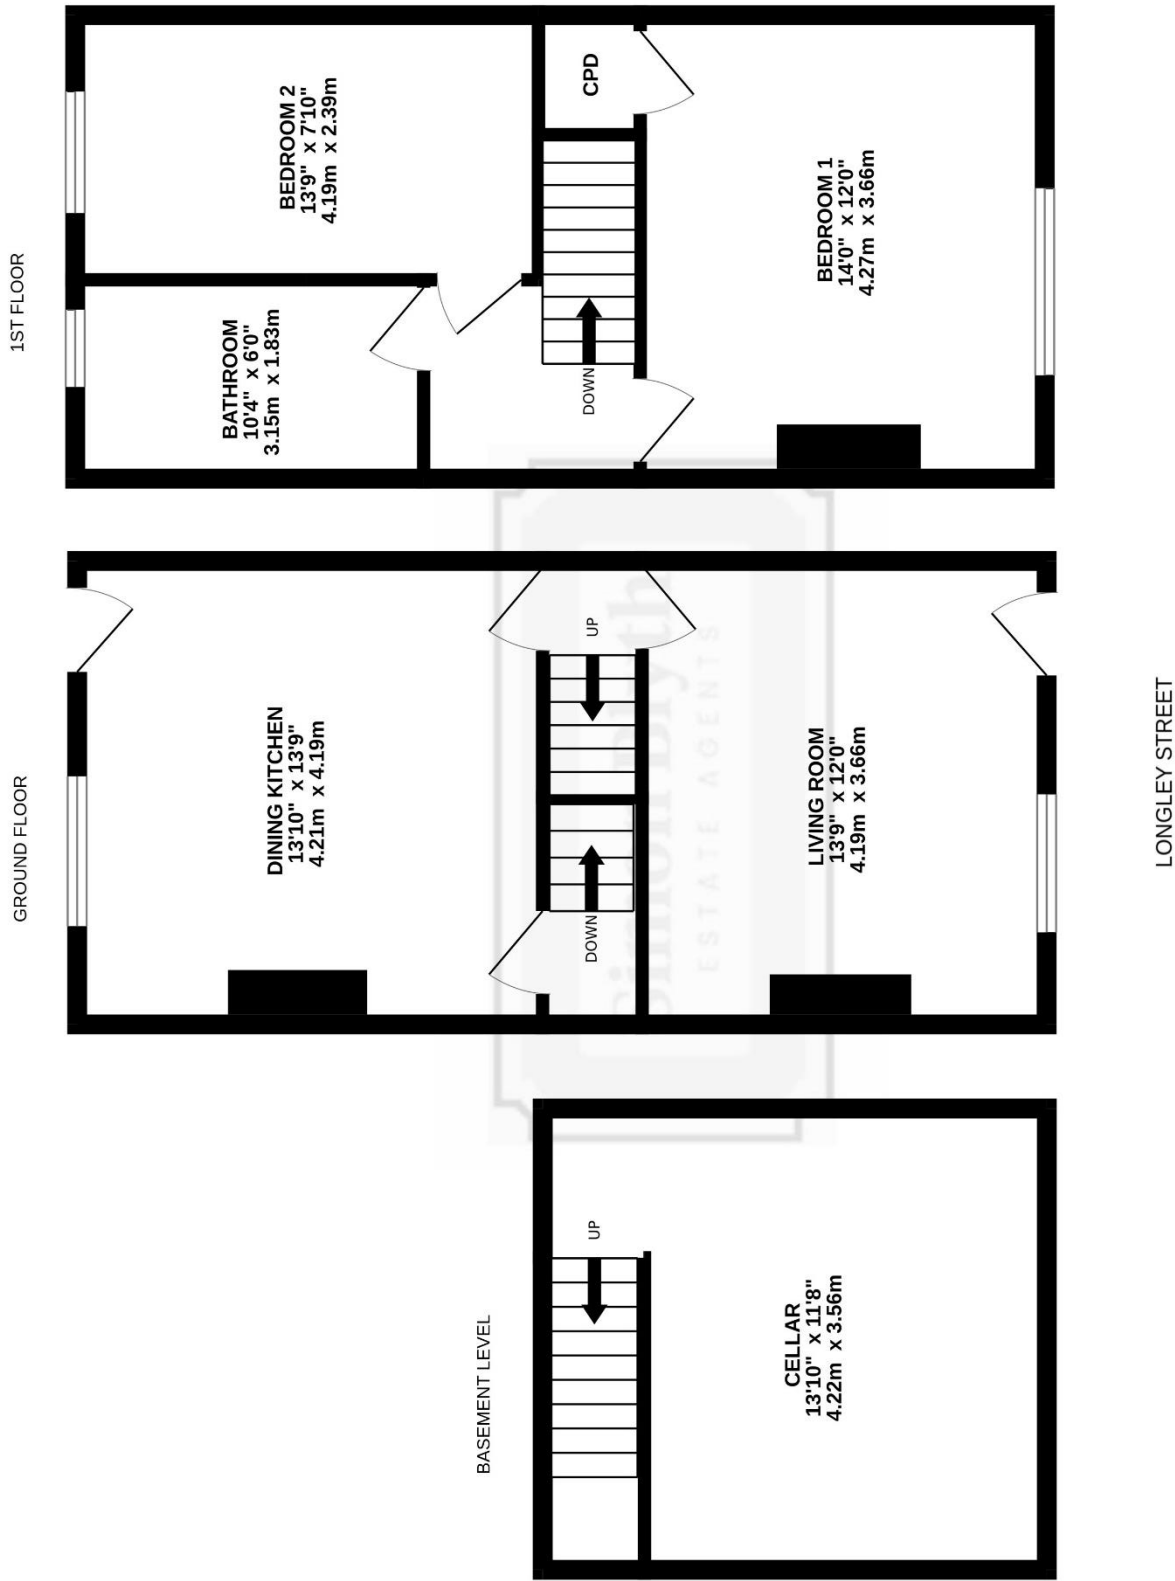 BASEMENT LEVEL
UP
CELLAR
13'10" x 11'8"
4.22m x 3.56m
GROUND FLOOR
DINING KITCHEN
13'10" x 13'9"
4.21m x 4.19m
DOWN
UP
LIVING ROOM
13'9" x 12'0"
4.19m x 3.66m
LONGLEY STREET
1ST FLOOR
BATHROOM
10'4" x 6'0"
3.15m x 1.83m
BEDROOM 2
13'9" x 7'10"
4.19m x 2.39m
DOWN
CPD
BEDROOM 1
14'0" x 12'0"
4.27m x 3.66m
Simon Blyth
ESTATE AGENTS